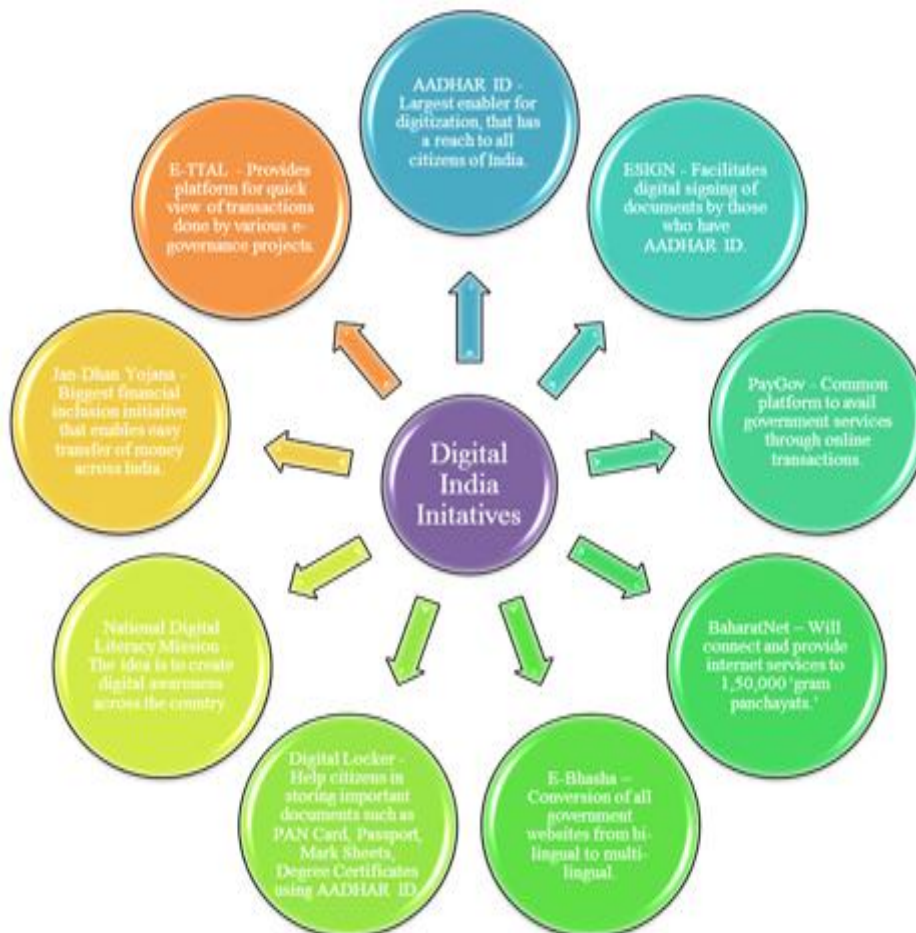 AADHAR ID -
Largest enabler for
digitization, that has
a reach to all
citizens of India.
ESIGN - Facilitates
digital signing of
documents by those
who have
AADHAR ID.
PayGov - Common
platform to avail
government services
through online
transactions.
BaharatNet – Will
connect and provide
internet services to
1,50,000 'gram
panchayats.'
E-Bhasha –
Conversion of all
government
websites from bi-
lingual to multi-
lingual.
Digital Locker -
Help citizens in
storing important
documents such as
PAN Card, Passport,
Mark Sheets,
Degree Certificates
using AADHAR ID.
National Digital
Literacy Mission -
The idea is to create
digital awareness
across the country
Jan-Dhan Yojana -
Biggest financial
inclusion initiative
that enables easy
transfer of money
across India.
E-TTAL - Provides
platform for quick
view of transactions
done by various e-
governance projects.
Digital
India
Initatives